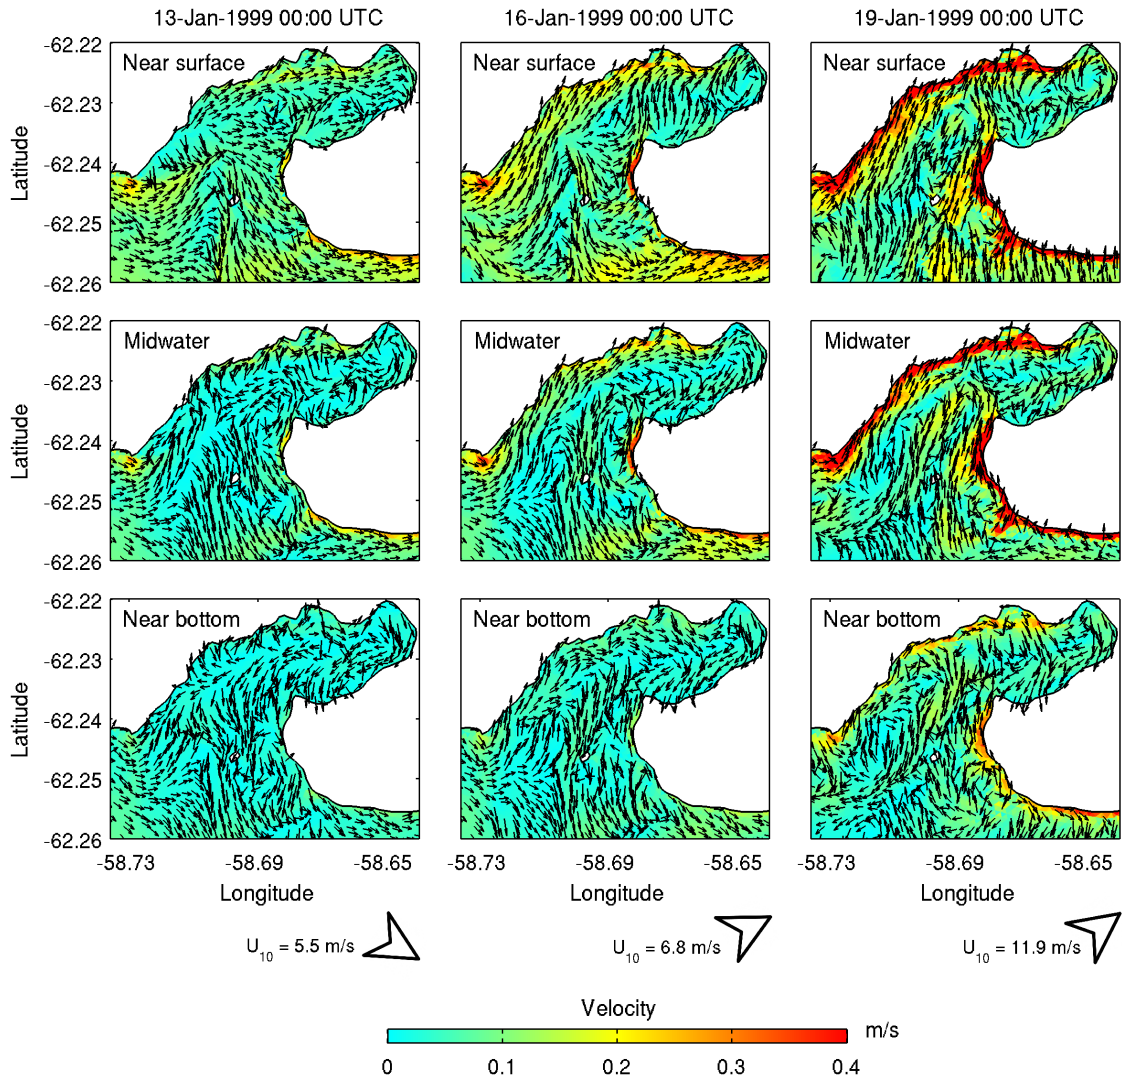 13-Jan-1999 00:00 UTC 16-Jan-1999 00:00 UTC 19-Jan-1999 00:00 UTC
-62.22
Near surface Near surface Near surface
-62.23
Latitude
-62.24
-62.25
-62.26
-62.22
Midwater Midwater Midwater
-62.23
Latitude
-62.24
-62.25
-62.26
-62.22
Near bottom Near bottom Near bottom
-62.23
Latitude
-62.24
-62.25
-62.26
-58.73 -58.69 -58.65 -58.73 -58.69 -58.65 -58.73 -58.69 -58.65
Longitude Longitude Longitude
U10 = 5.5 m/s U10 = 6.8 m/s U10 = 11.9 m/s
Velocity
m/s
0 0.1 0.2 0.3 0.4